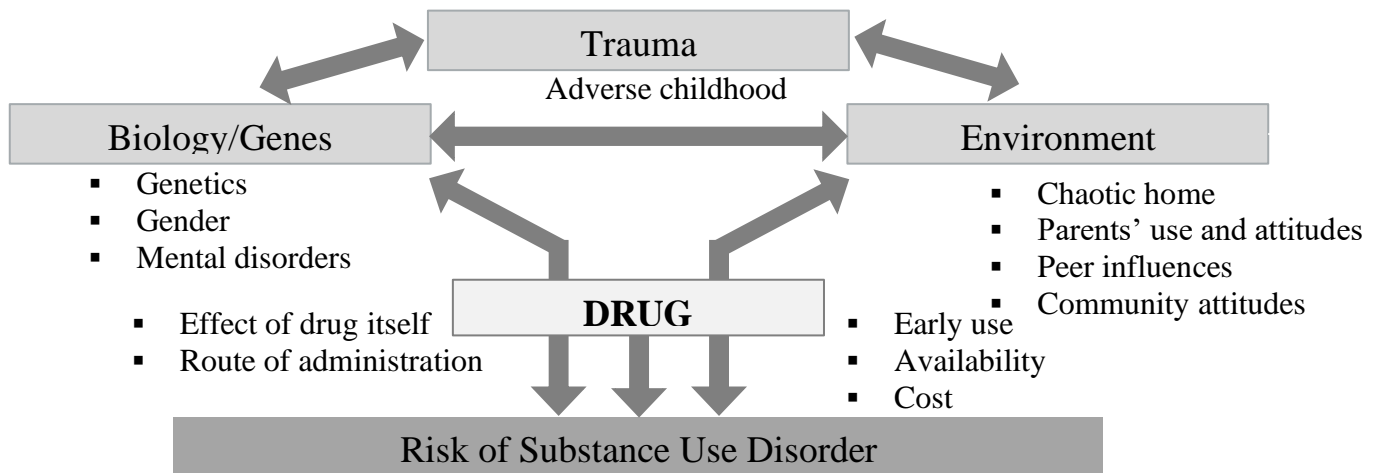 Trauma
Adverse childhood
Biology/Genes
Environment
▪ Genetics
▪ Gender
▪ Mental disorders
▪ Chaotic home
▪ Parents’ use and attitudes
▪ Peer influences
▪ Community attitudes
▪ Effect of drug itself
▪ Route of administration
DRUG
▪ Early use
▪ Availability
▪ Cost
Risk of Substance Use Disorder